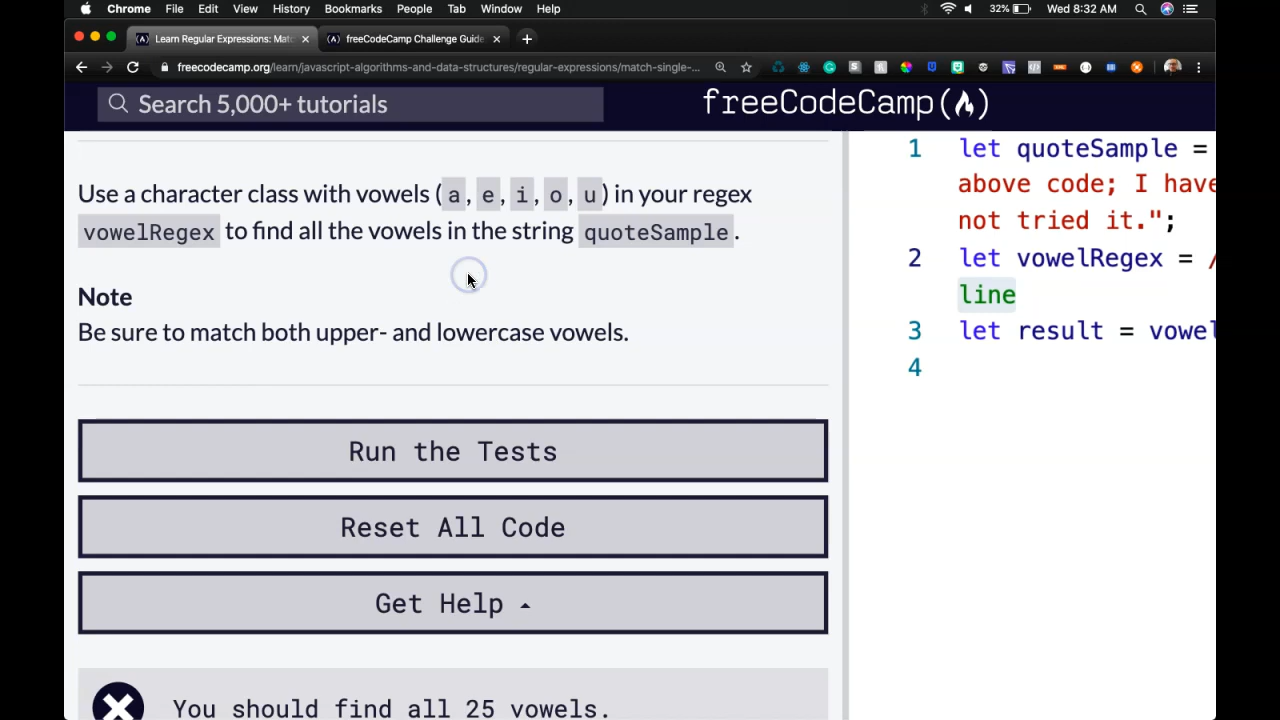 Chrome File Edit View History Bookmarks People Tab Window Help 32% Wed 8:32 AM
Learn Regular Expressions: Mat freeCodeCamp Challenge Guide
freecodecamp.org/learn/javascript-algorithms-and-data-structures/regular-expressions/match-single-...
Search 5,000+ tutorials freeCodeCamp
Use a character class with vowels (a, e, i, o, u) in your regex
vowelRegex to find all the vowels in the string quoteSample.
Note
Be sure to match both upper- and lowercase vowels.
Run the Tests
Reset All Code
Get Help
You should find all 25 vowels.
1 let quoteSample =
above code; I have
not tried it.";
2 let vowelRegex = /
line
3 let result = vowel
4